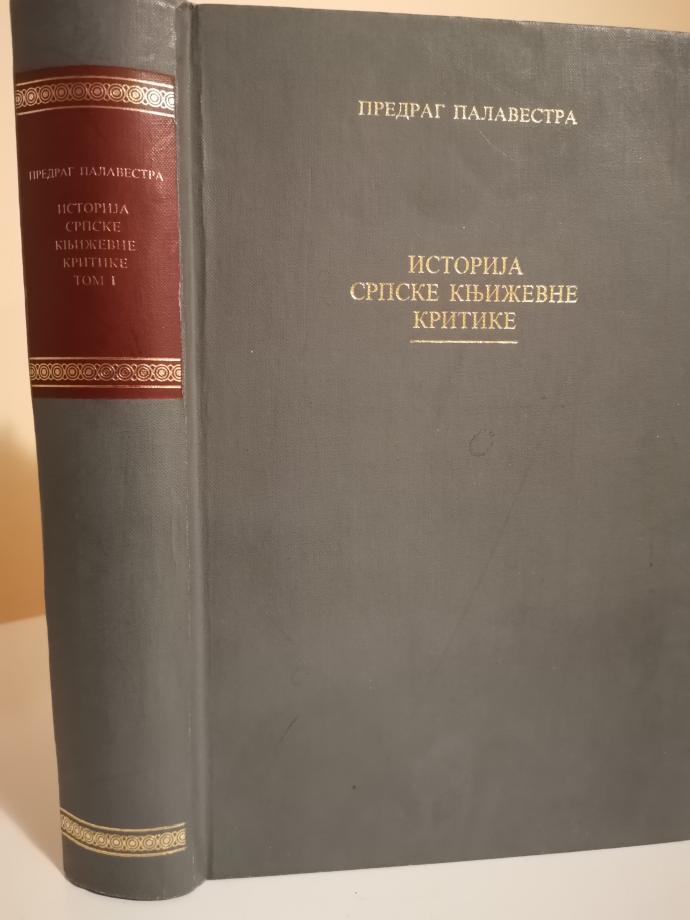 ПРЕДРАГ ПАЛАВЕСТРА
ИСТОРИЈА
СРПСКЕ
КЊИЖЕВНЕ
КРИТИКЕ
ТОМ I
ПРЕДРАГ ПАЛАВЕСТРА
ИСТОРИЈА
СРПСКЕ КЊИЖЕВНЕ
КРИТИКЕ